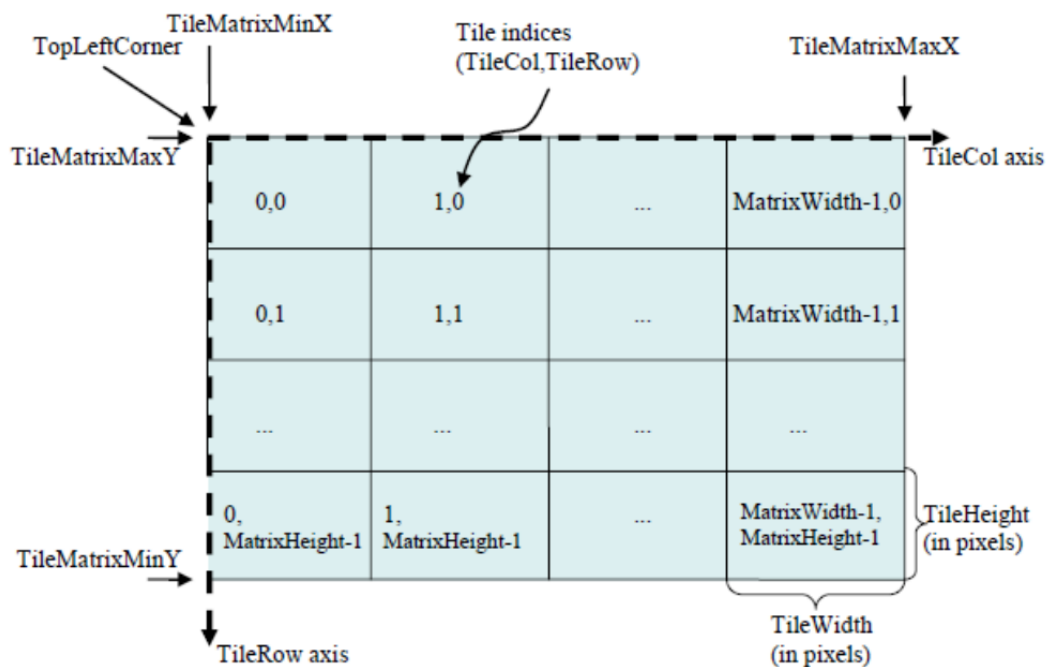 TileMatrixMinX
TopLeftCorner
Tile indices
(TileCol,TileRow)
TileMatrixMaxX
TileMatrixMaxY
TileCol axis
0,0
1,0
...
MatrixWidth-1,0
0,1
1,1
...
MatrixWidth-1,1
...
...
...
...
0,
MatrixHeight-1
1,
MatrixHeight-1
...
MatrixWidth-1,
MatrixHeight-1
TileHeight
(in pixels)
TileMatrixMinY
TileWidth
(in pixels)
TileRow axis